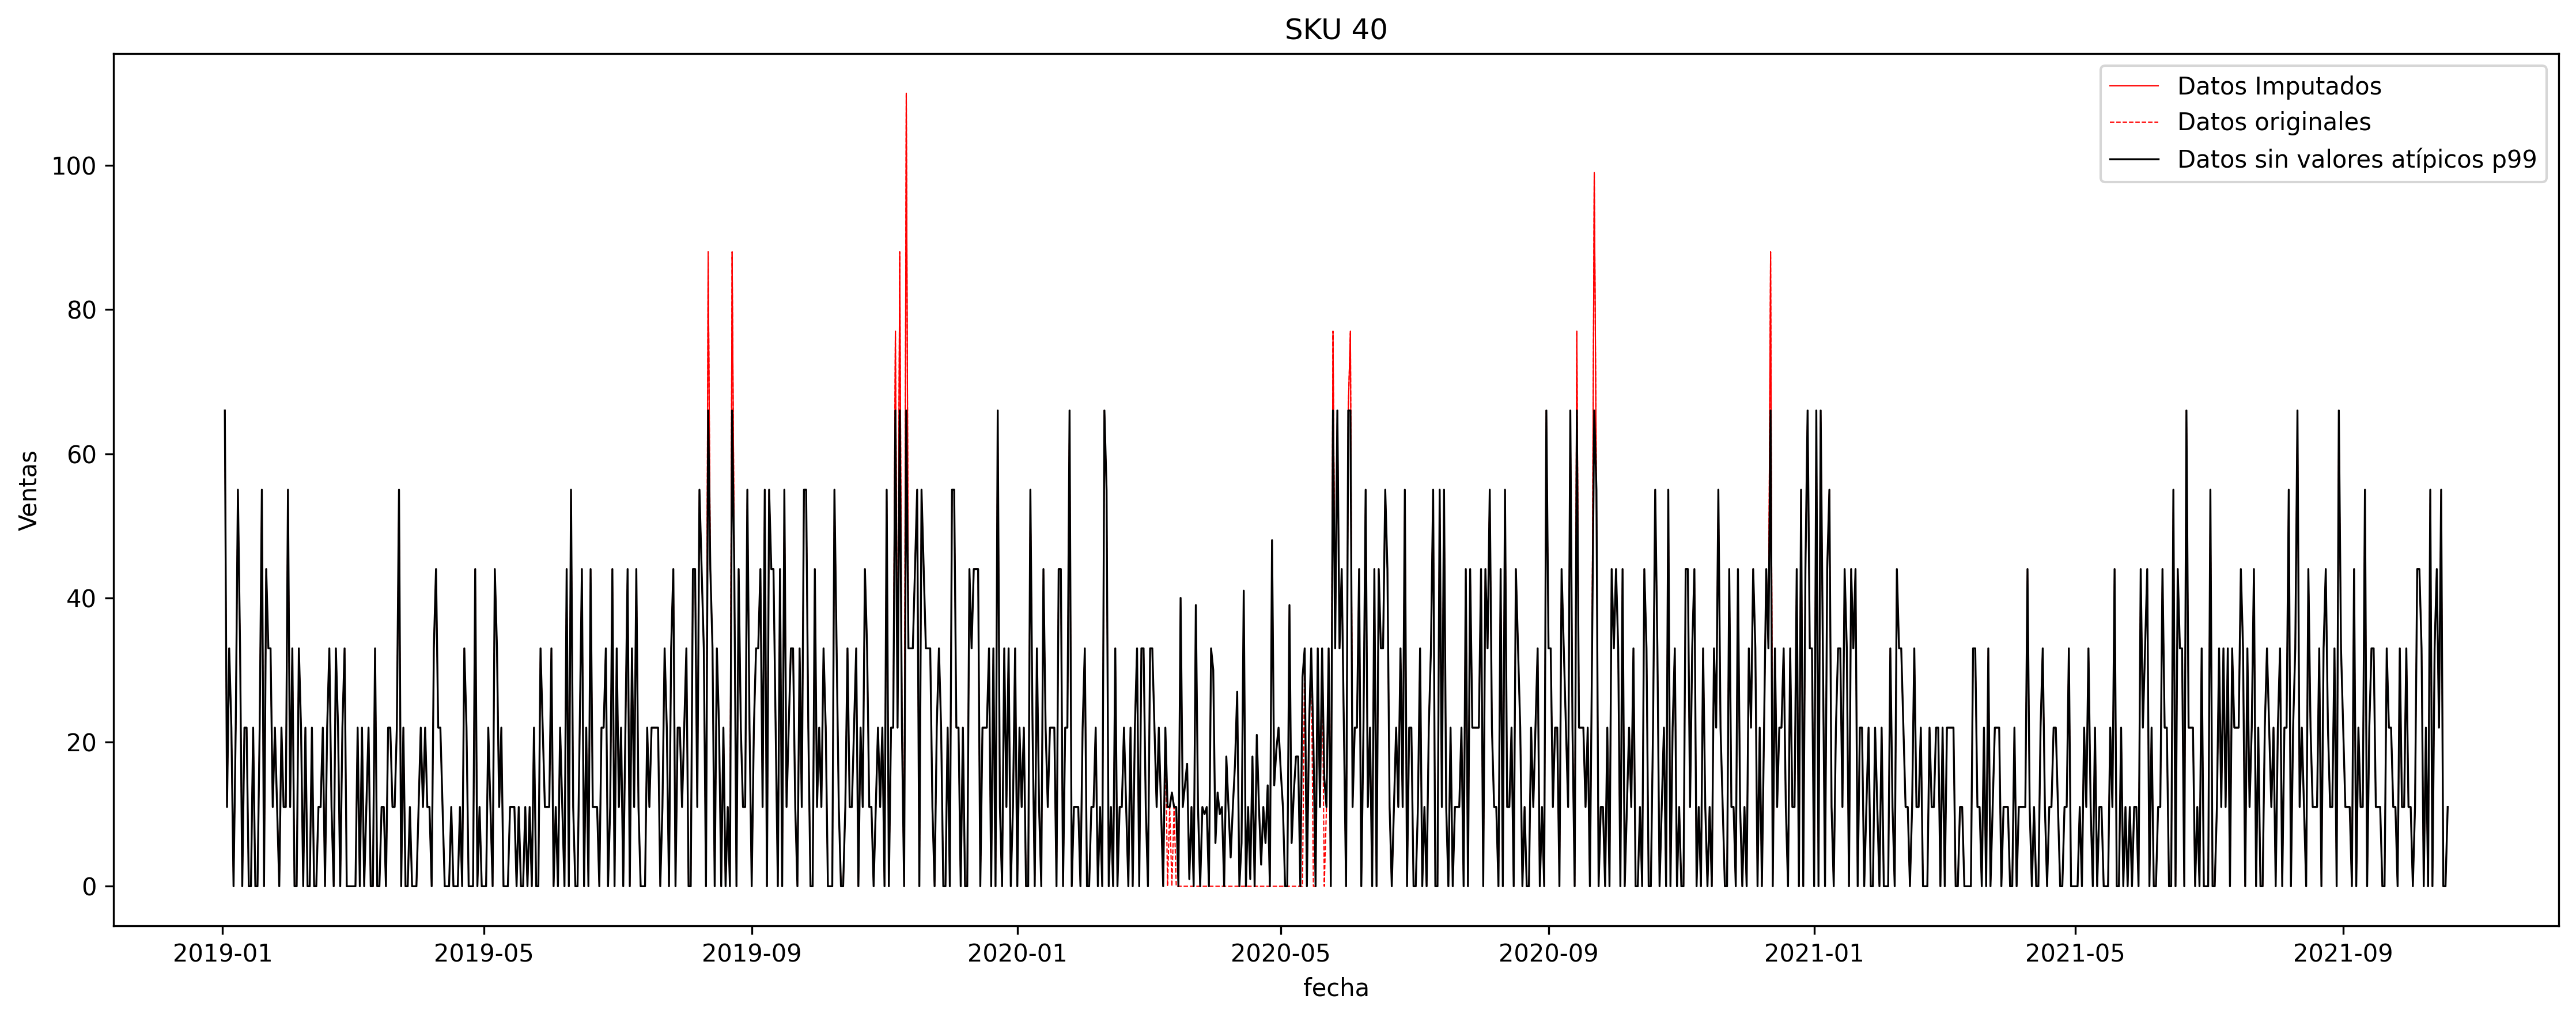 SKU 40
Datos Imputados
Datos originales
Datos sin valores atípicos p99
Ventas
100
80
60
40
20
0
2019-01 2019-05 2019-09 2020-01 2020-05 2020-09 2021-01 2021-05 2021-09
fecha